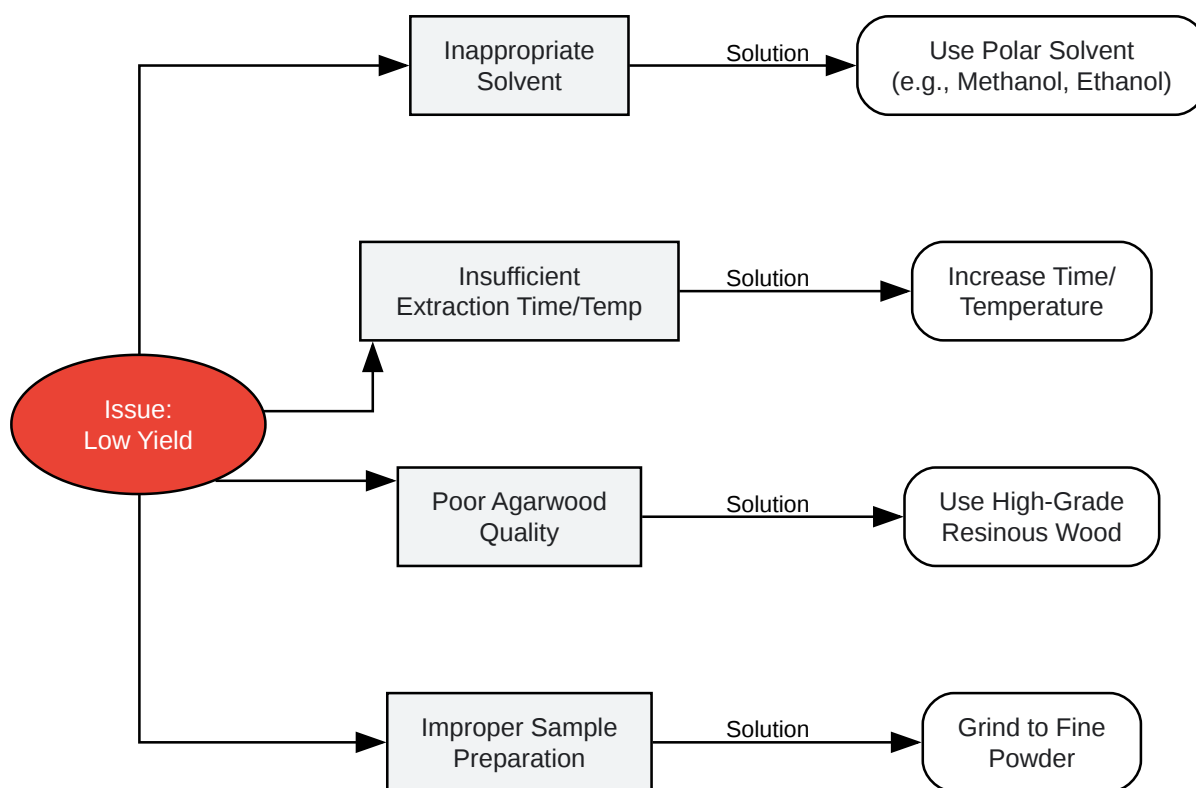 Inappropriate
Solvent
Solution
Use Polar Solvent
(e.g., Methanol, Ethanol)
Insufficient
Extraction Time/Temp
Solution
Increase Time/
Temperature
Issue:
Low Yield
Poor Agarwood
Quality
Solution
Use High-Grade
Resinous Wood
Improper Sample
Preparation
Solution
Grind to Fine
Powder